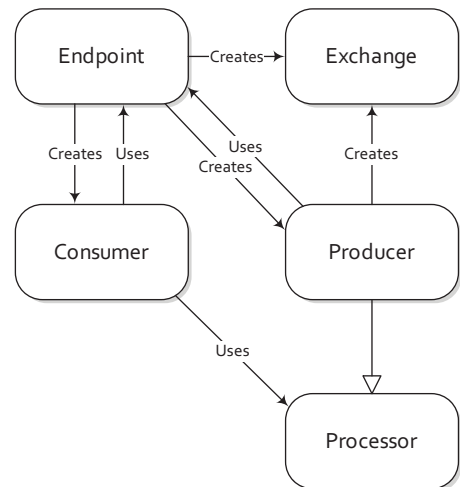 Endpoint
Creates
Exchange
Creates
Uses
Uses
Creates
Creates
Consumer
Producer
Uses
Processor